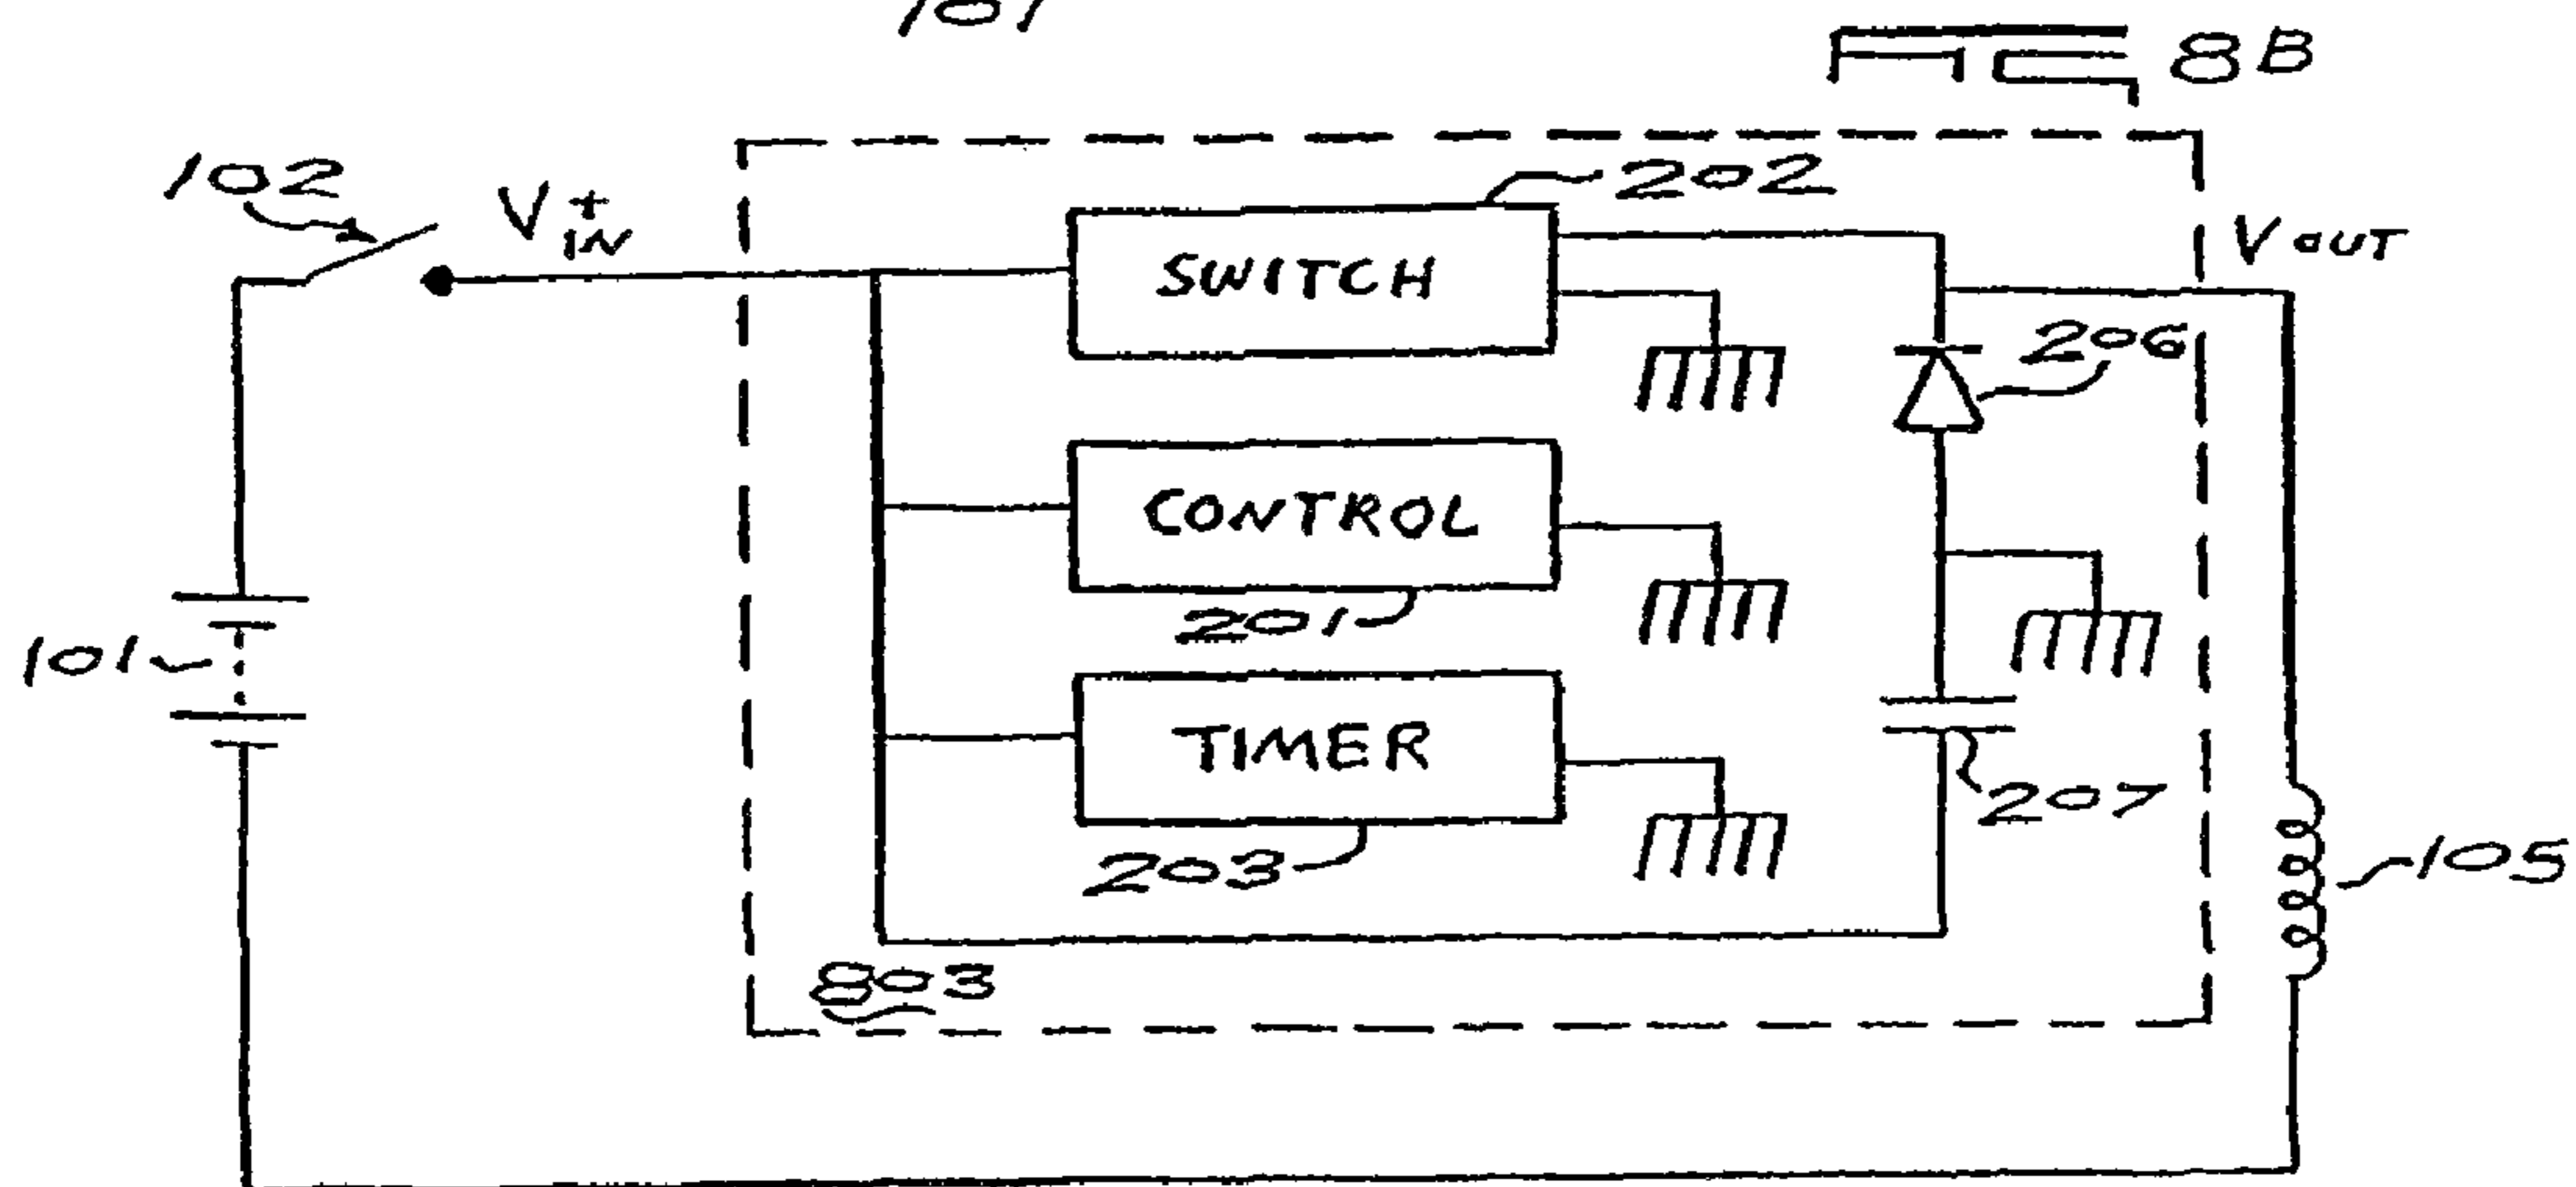 101
FIG 8B
102
V+IN
202
SWITCH
VOUT
206
CONTROL
201
101
TIMER
207
203
105
803